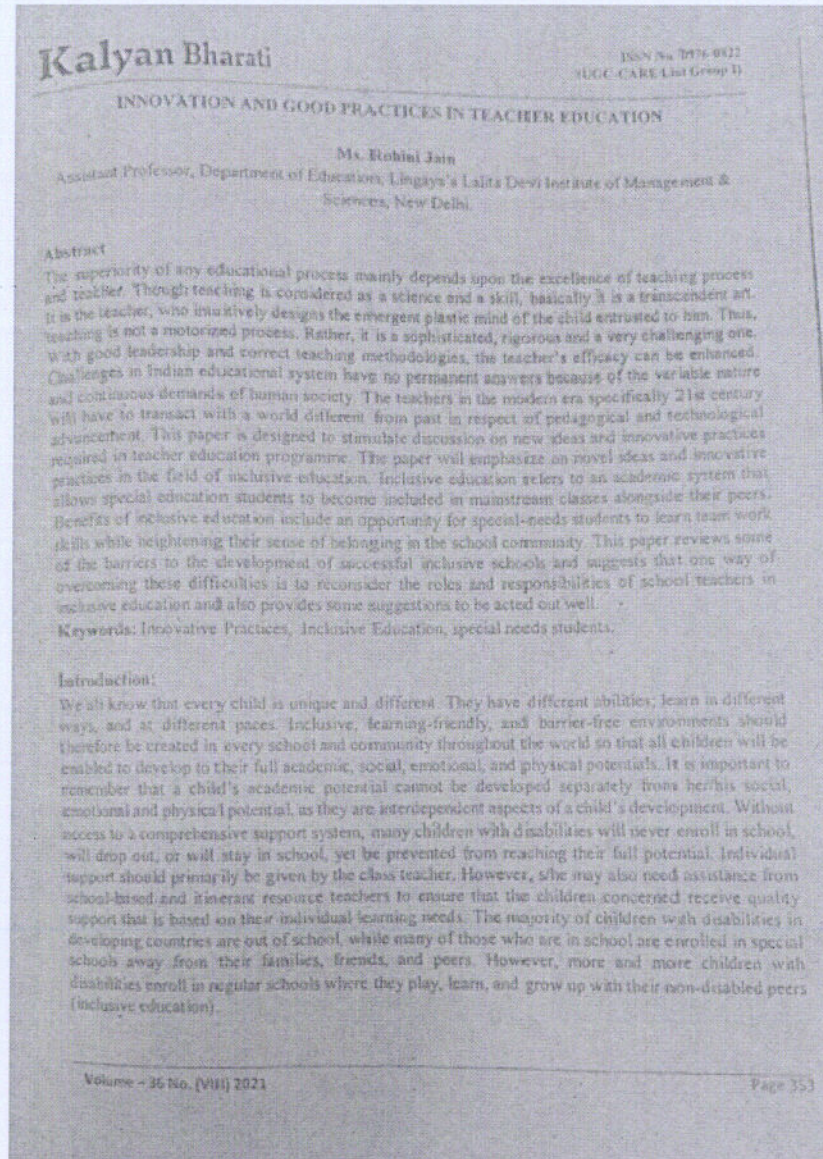 Kalyan Bharati
ISSN No. 0976-0822
(UGC-CARE List Group I)
INNOVATION AND GOOD PRACTICES IN TEACHER EDUCATION
Ms. Rohini Jain
Assistant Professor, Department of Education, Lingaya's Lalita Devi Institute of Management &
Sciences, New Delhi.
Abstract
The superiority of any educational process mainly depends upon the excellence of teaching process
and teacher. Though teaching is considered as a science and a skill, basically it is a transcendent art.
It is the teacher, who intuitively designs the emergent plastic mind of the child entrusted to him. Thus,
teaching is not a motorized process. Rather, it is a sophisticated, rigorous and a very challenging one.
With good leadership and correct teaching methodologies, the teacher's efficacy can be enhanced.
Challenges in Indian educational system have no permanent answers because of the variable nature
and continuous demands of human society. The teachers in the modern era specifically 21st century
will have to transact with a world different from past in respect of pedagogical and technological
advancement. This paper is designed to stimulate discussion on new ideas and innovative practices
required in teacher education programme. The paper will emphasize on novel ideas and innovative
practices in the field of inclusive education. Inclusive education refers to an academic system that
allows special education students to become included in mainstream classes alongside their peers.
Benefits of inclusive education include an opportunity for special-needs students to learn team work
skills while heightening their sense of belonging in the school community. This paper reviews some
of the barriers to the development of successful inclusive schools and suggests that one way of
overcoming these difficulties is to reconsider the roles and responsibilities of school teachers in
inclusive education and also provides some suggestions to be acted out well.
Keywords: Innovative Practices, Inclusive Education, special needs students.
Introduction:
We all know that every child is unique and different. They have different abilities; learn in different
ways, and at different paces. Inclusive, learning-friendly, and barrier-free environments should
therefore be created in every school and community throughout the world so that all children will be
enabled to develop to their full academic, social, emotional, and physical potentials. It is important to
remember that a child's academic potential cannot be developed separately from her/his social,
emotional and physical potential, as they are interdependent aspects of a child's development. Without
access to a comprehensive support system, many children with disabilities will never enroll in school,
will drop out, or will stay in school, yet be prevented from reaching their full potential. Individual
support should primarily be given by the class teacher. However, s/he may also need assistance from
school-based and itinerant resource teachers to ensure that the children concerned receive quality
support that is based on their individual learning needs. The majority of children with disabilities in
developing countries are out of school, while many of those who are in school are enrolled in special
schools away from their families, friends, and peers. However, more and more children with
disabilities enroll in regular schools where they play, learn, and grow up with their non-disabled peers
(inclusive education).
Volume – 36 No. (VIII) 2021
Page 353